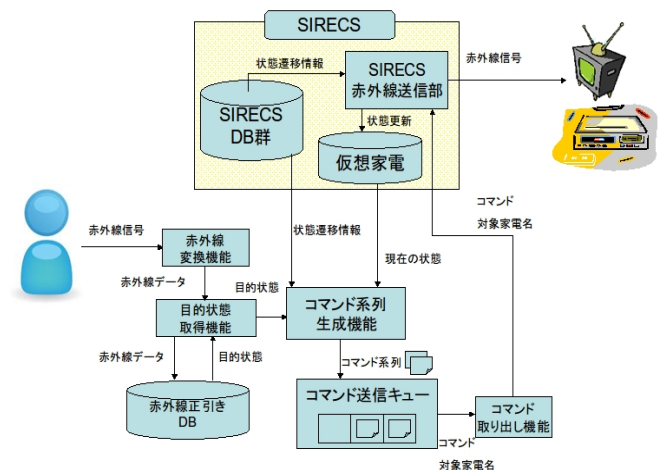 SIRECS
状態遷移情報
SIRECS
赤外線送信部
赤外線信号
SIRECS
DB群
状態更新
仮想家電
コマンド
対象家電名
赤外線信号
赤外線
変換機能
状態遷移情報
現在の状態
赤外線データ
目的状態
目的状態
取得機能
コマンド系列
生成機能
赤外線データ
目的状態
コマンド系列
赤外線正引き
DB
コマンド送信キュー
コマンド
取り出し機能
コマンド
対象家電名